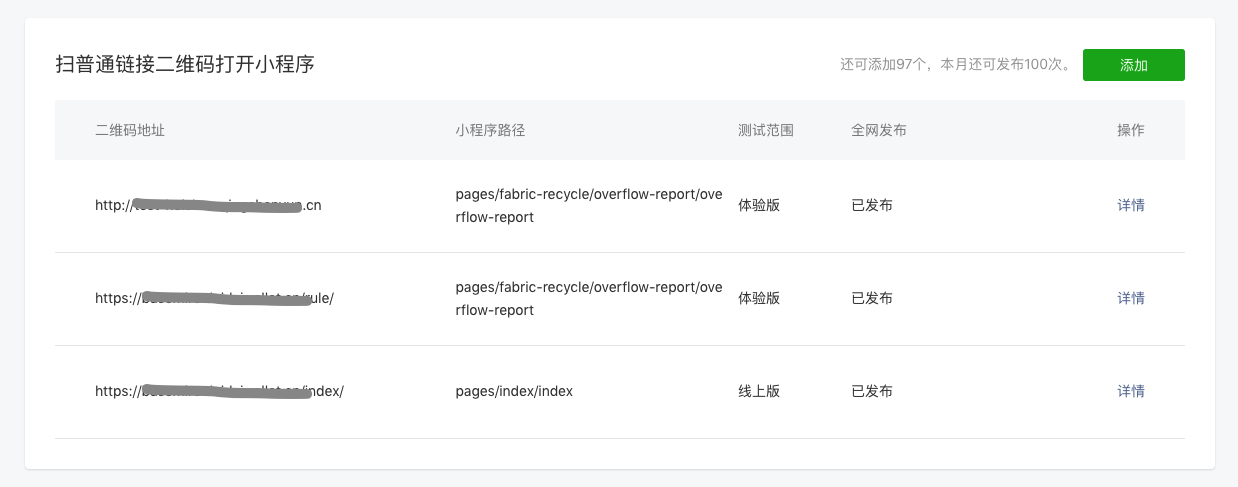 扫普通链接二维码打开小程序
还可添加97个，本月还可发布100次。
添加
二维码地址 小程序路径 测试范围 全网发布 操作
http:// .cn
pages/fabric-recycle/overflow-report/ove
rflow-report
体验版 已发布 详情
https:// rule/
pages/fabric-recycle/overflow-report/ove
rflow-report
体验版 已发布 详情
https:// index/
pages/index/index
线上版 已发布 详情